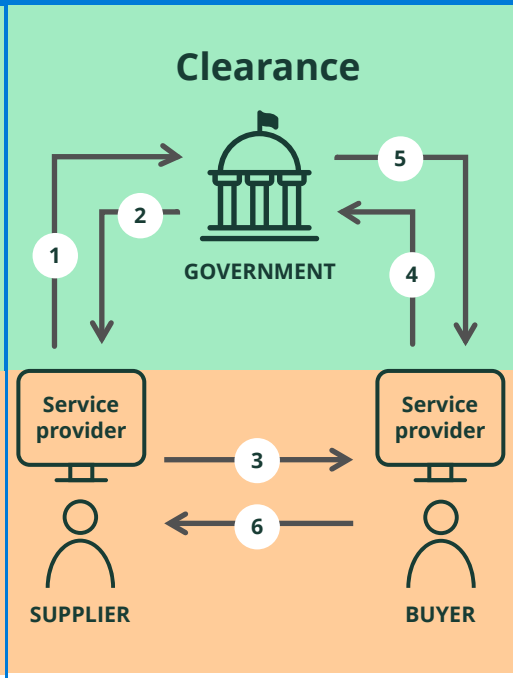 Clearance
5
2
1
GOVERNMENT
4
Service
provider
Service
provider
3
6
SUPPLIER
BUYER